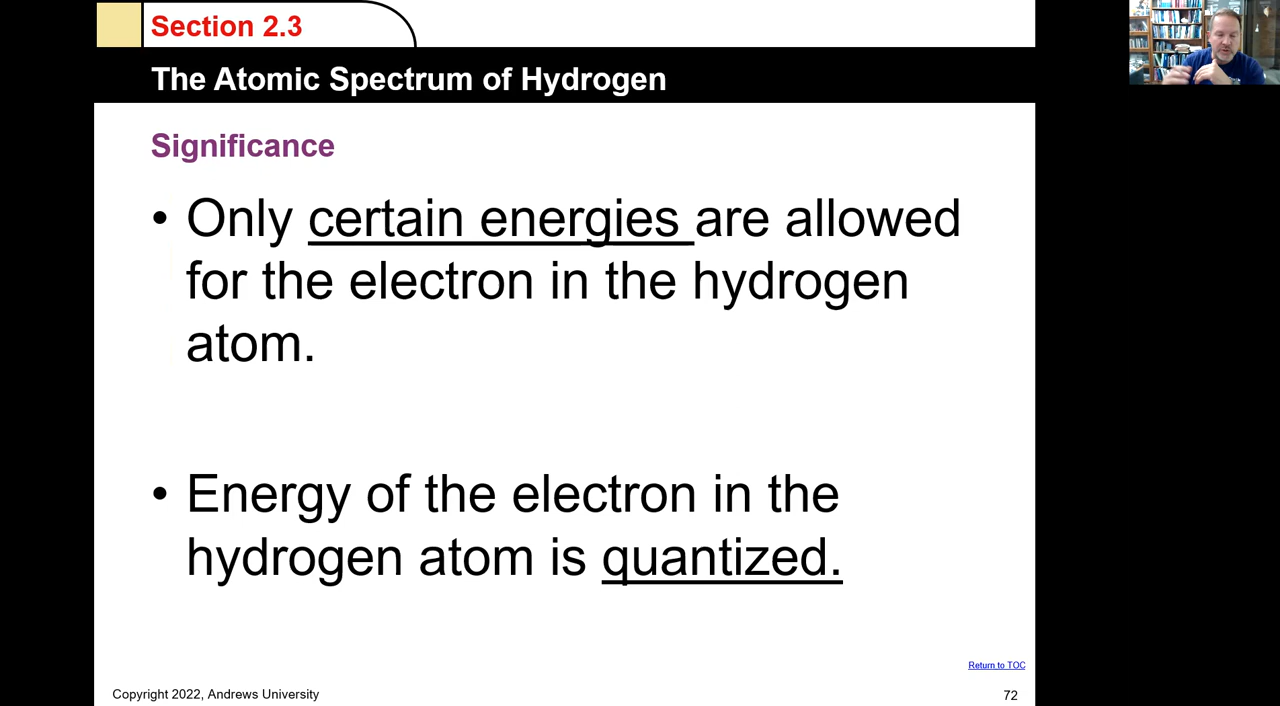 Section 2.3
The Atomic Spectrum of Hydrogen
Significance
• Only certain energies are allowed
for the electron in the hydrogen
atom.
• Energy of the electron in the
hydrogen atom is quantized.
Return to TOC
Copyright 2022, Andrews University
72